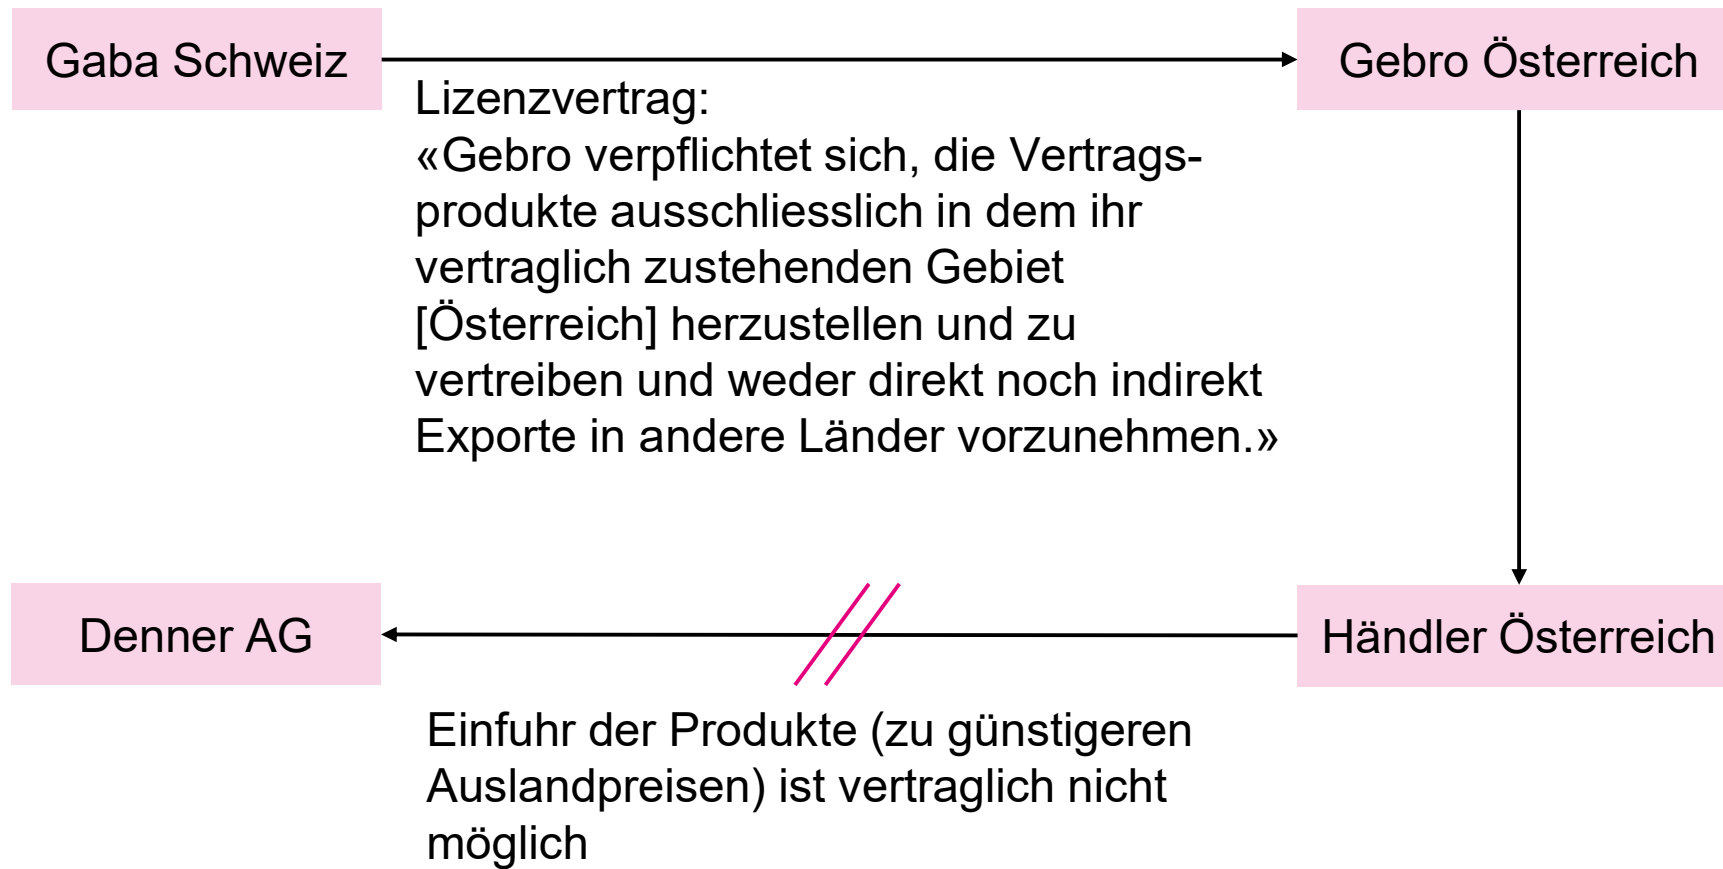 Gaba Schweiz
Gebro Österreich
Lizenzvertrag:
«Gebro verpflichtet sich, die Vertrags-
produkte ausschliesslich in dem ihr
vertraglich zustehenden Gebiet
[Österreich] herzustellen und zu
vertreiben und weder direkt noch indirekt
Exporte in andere Länder vorzunehmen.»
Denner AG
Händler Österreich
Einfuhr der Produkte (zu günstigeren
Auslandpreisen) ist vertraglich nicht
möglich